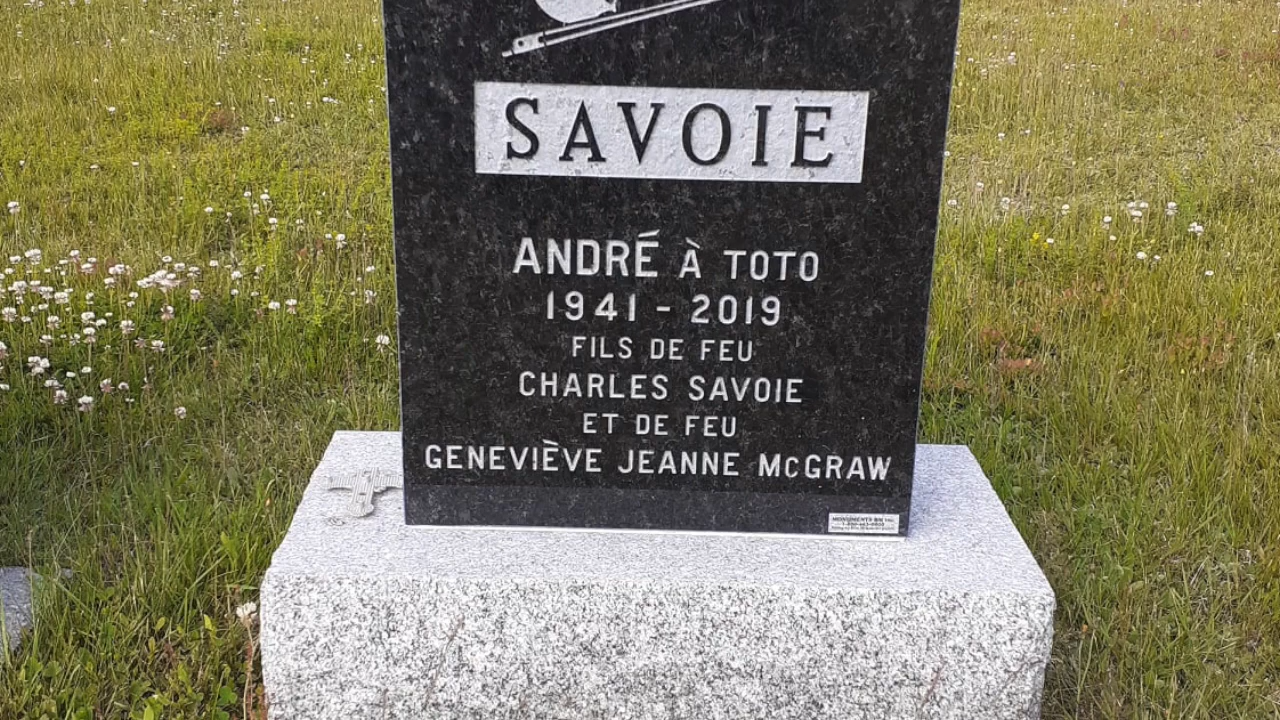 SAVOIE
ANDRÉ À TOTO
1941 - 2019
FILS DE FEU
CHARLES SAVOIE
ET DE FEU
GENEVIÈVE JEANNE McGRAW